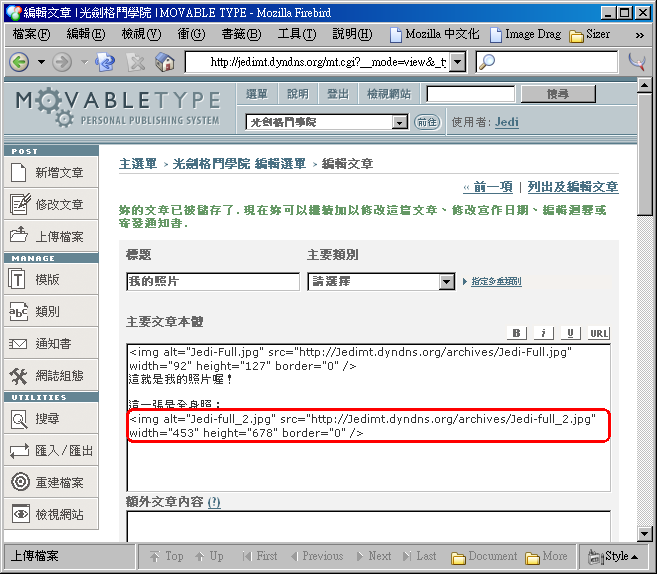 編輯文章 | 光劍格鬥學院 | MOVABLE TYPE - Mozilla Firebird
檔案(F) 編輯(E) 檢視(V) 衝(G) 書籤(B) 工具(T) 說明(H) Mozilla 中文化 Image Drag Sizer »
http://jedimt.dyndns.org/mt.cgi?__mode=view&_t
MOVABLETYPE
PERSONAL PUBLISHING SYSTEM
選單 說明 登出 檢視網站 搜尋
光劍格鬥學院 前往 使用者: Jedi
POST
新增文章
修改文章
上傳檔案
MANAGE
模版
類別
通知書
網誌組態
UTILITIES
搜尋
匯入/匯出
重建檔案
檢視網站
主選單 > 光劍格鬥學院 編輯選單 > 編輯文章
« 前一項 | 列出及編輯文章
妳的文章已被儲存了. 現在妳可以繼續加以修改這篇文章、修改寫作日期、編輯迴響或
寄發通知書.
標題 主要類別
我的照片 請選擇 指定多重類別
主要文章本體 B i U URL
<img alt="Jedi-Full.jpg" src="http://Jedimt.dyndns.org/archives/Jedi-Full.jpg"
width="92" height="127" border="0" />
這就是我的照片喔！
這一張是全身照：
<img alt="Jedi-full_2.jpg" src="http://Jedimt.dyndns.org/archives/Jedi-full_2.jpg"
width="453" height="678" border="0" />
額外文章內容 (?)
上傳檔案 Top Up First Previous Next Last Document More Style